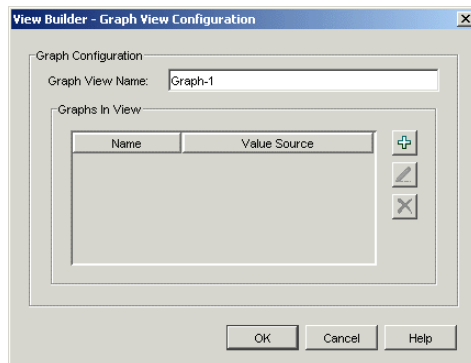 View Builder - Graph View Configuration
Graph Configuration
Graph View Name: Graph-1
Graphs In View
Name Value Source
OK Cancel Help